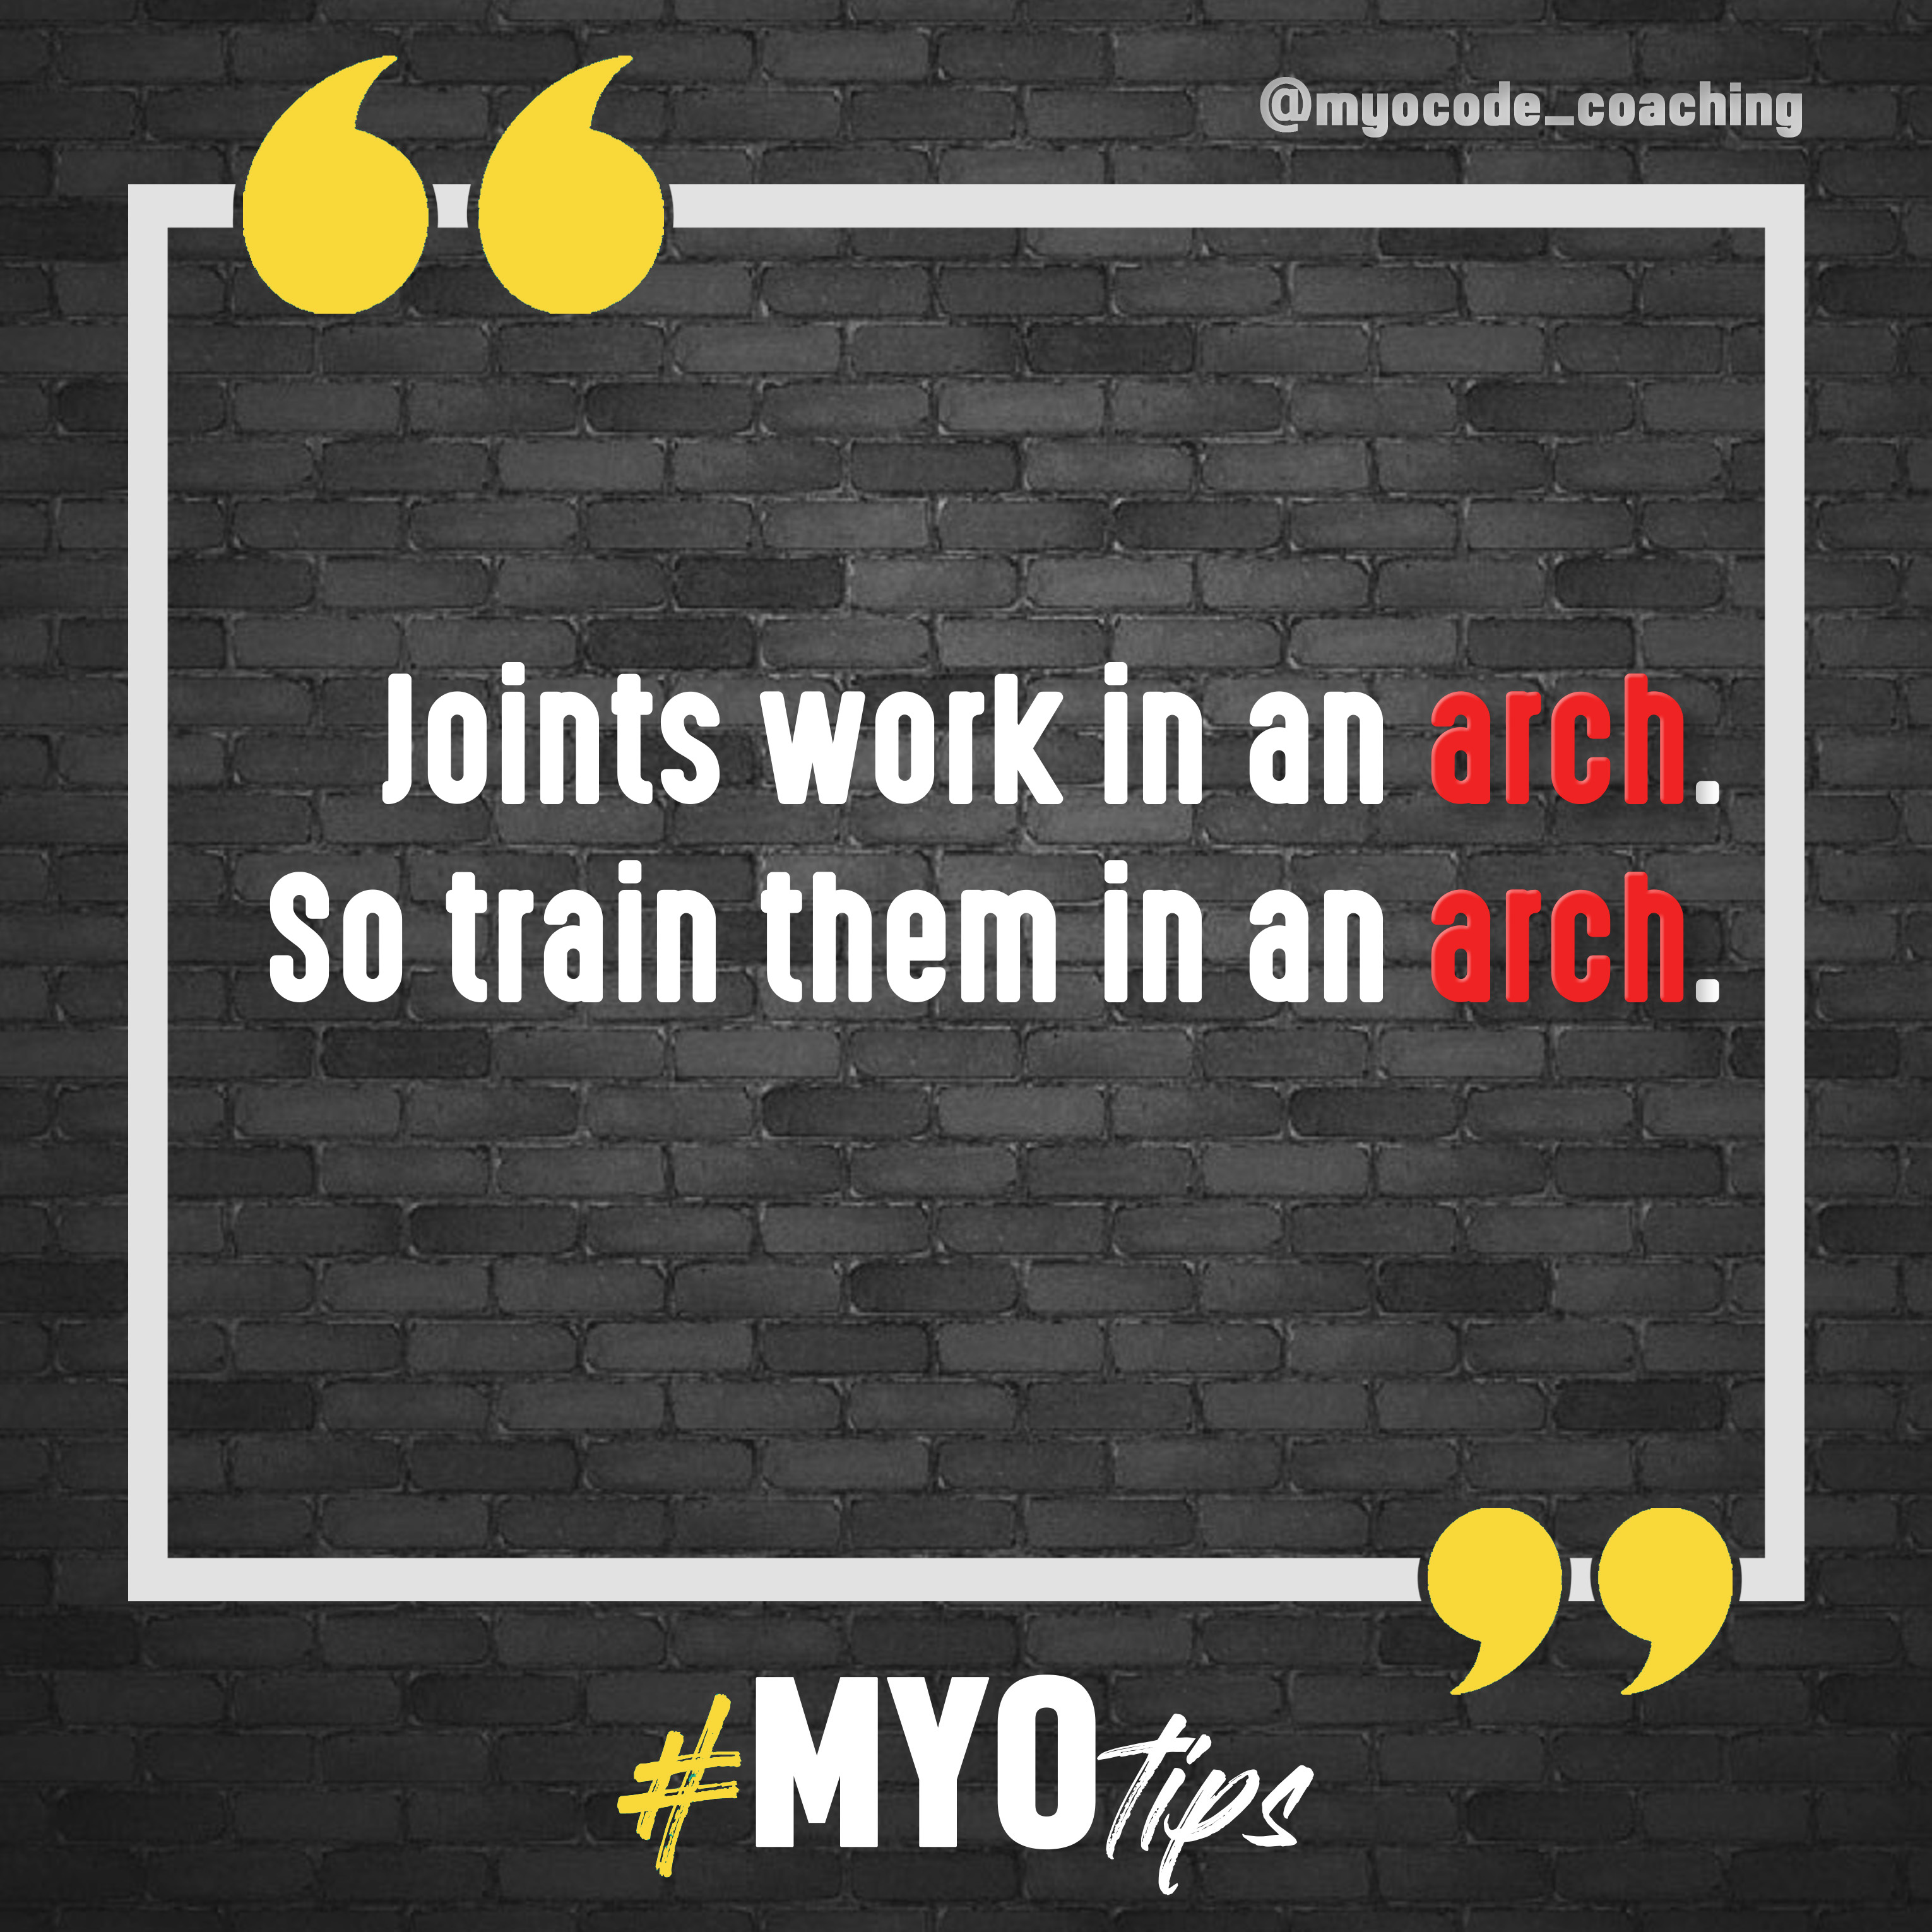 @myocode_coaching
Joints work in an arch.
So train them in an arch.
#MYOtips